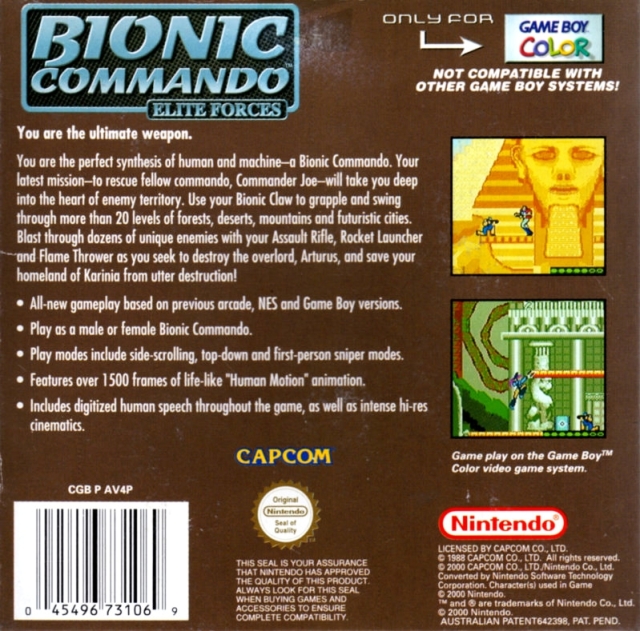 BIONIC
COMMANDO™
ELITE FORCES
ONLY FOR
GAME BOY
COLOR
NOT COMPATIBLE WITH
OTHER GAME BOY SYSTEMS!
You are the ultimate weapon.
You are the perfect synthesis of human and machine—a Bionic Commando. Your
latest mission—to rescue fellow commando, Commander Joe—will take you deep
into the heart of enemy territory. Use your Bionic Claw to grapple and swing
through more than 20 levels of forests, deserts, mountains and futuristic cities.
Blast through dozens of unique enemies with your Assault Rifle, Rocket Launcher
and Flame Thrower as you seek to destroy the overlord, Arturus, and save your
homeland of Karinia from utter destruction!
• All-new gameplay based on previous arcade, NES and Game Boy versions.
• Play as a male or female Bionic Commando.
• Play modes include side-scrolling, top-down and first-person sniper modes.
• Features over 1500 frames of life-like "Human Motion" animation.
• Includes digitized human speech throughout the game, as well as intense hi-res
cinematics.
Game play on the Game Boy™
Color video game system.
CAPCOM
CGB P AV4P
0 45496 73106 9
Original
Nintendo
Seal of
Quality
THIS SEAL IS YOUR ASSURANCE
THAT NINTENDO HAS APPROVED
THE QUALITY OF THIS PRODUCT.
ALWAYS LOOK FOR THIS SEAL
WHEN BUYING GAMES AND
ACCESSORIES TO ENSURE
COMPLETE COMPATIBILITY.
Nintendo®
LICENSED BY CAPCOM CO., LTD.
© 1988 CAPCOM CO., LTD. All rights reserved.
© 2000 CAPCOM CO., LTD./Nintendo Co., Ltd.
Converted by Nintendo Software Technology
Corporation. Character(s) used in Game
© 2000 Nintendo.
™ and ® are trademarks of Nintendo Co., Ltd.
© 2000 Nintendo.
AUSTRALIAN PATENT642398, PAT. PEND.